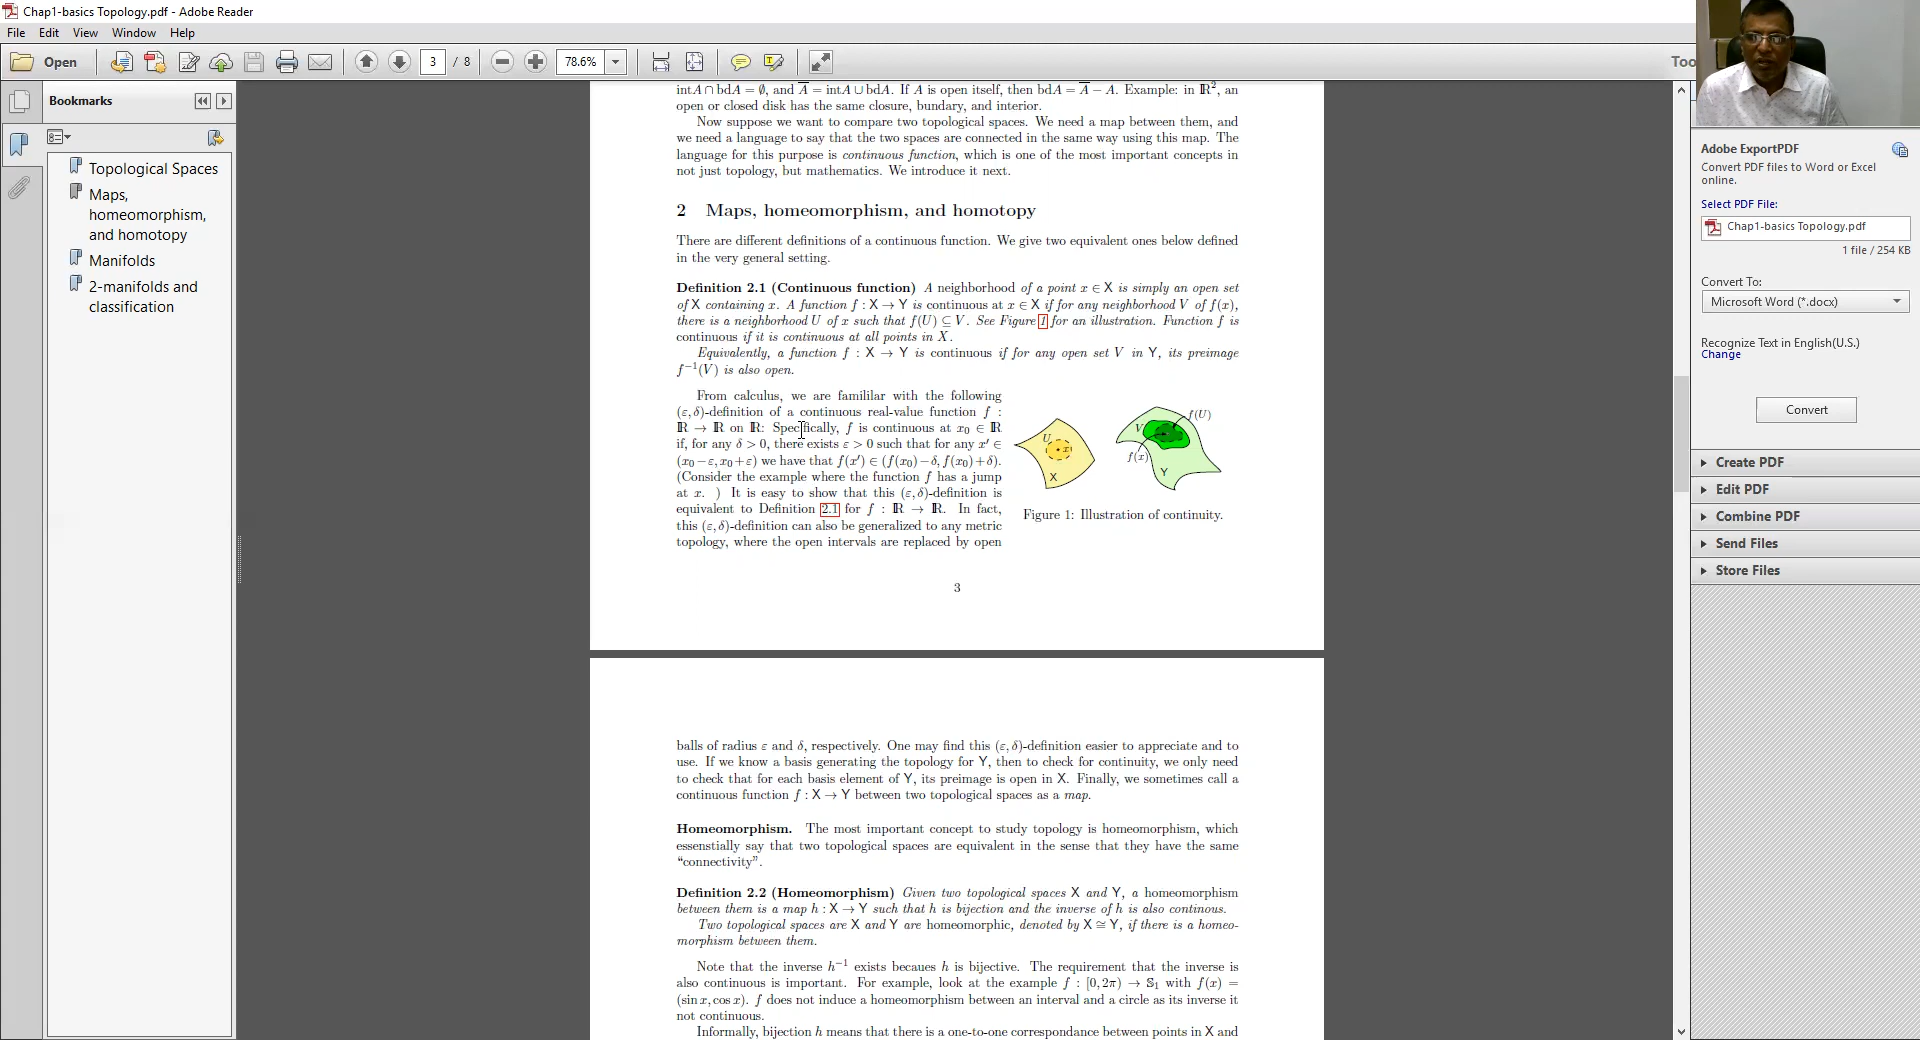 Chap1-basics Topology.pdf - Adobe Reader
File Edit View Window Help
Open 3 / 8 78.6% Too
Bookmarks
Topological Spaces
Maps,
homeomorphism,
and homotopy
Manifolds
2-manifolds and
classification
intA ∩ bdA = ∅, and A̅ = intA ∪ bdA. If A is open itself, then bdA = A̅ − A. Example: in ℝ², an
open or closed disk has the same closure, bundary, and interior.
Now suppose we want to compare two topological spaces. We need a map between them, and
we need a language to say that the two spaces are connected in the same way using this map. The
language for this purpose is continuous function, which is one of the most important concepts in
not just topology, but mathematics. We introduce it next.
2 Maps, homeomorphism, and homotopy
There are different definitions of a continuous function. We give two equivalent ones below defined
in the very general setting.
Definition 2.1 (Continuous function) A neighborhood of a point x ∈ X is simply an open set
of X containing x. A function f : X → Y is continuous at x ∈ X if for any neighborhood V of f(x),
there is a neighborhood U of x such that f(U) ⊆ V. See Figure 1 for an illustration. Function f is
continuous if it is continuous at all points in X.
Equivalently, a function f : X → Y is continuous if for any open set V in Y, its preimage
f⁻¹(V) is also open.
From calculus, we are famililar with the following
(ε, δ)-definition of a continuous real-value function f :
ℝ → ℝ on ℝ: Specifically, f is continuous at x₀ ∈ ℝ
if, for any δ > 0, there exists ε > 0 such that for any x′ ∈
(x₀ − ε, x₀ + ε) we have that f(x′) ∈ (f(x₀) − δ, f(x₀) + δ).
(Consider the example where the function f has a jump
at x. ) It is easy to show that this (ε, δ)-definition is
equivalent to Definition 2.1 for f : ℝ → ℝ. In fact,
this (ε, δ)-definition can also be generalized to any metric
topology, where the open intervals are replaced by open
U x X
V f(U) f(x) Y
Figure 1: Illustration of continuity.
3
balls of radius ε and δ, respectively. One may find this (ε, δ)-definition easier to appreciate and to
use. If we know a basis generating the topology for Y, then to check for continuity, we only need
to check that for each basis element of Y, its preimage is open in X. Finally, we sometimes call a
continuous function f : X → Y between two topological spaces as a map.
Homeomorphism. The most important concept to study topology is homeomorphism, which
essenstially say that two topological spaces are equivalent in the sense that they have the same
“connectivity”.
Definition 2.2 (Homeomorphism) Given two topological spaces X and Y, a homeomorphism
between them is a map h : X → Y such that h is bijection and the inverse of h is also continous.
Two topological spaces are X and Y are homeomorphic, denoted by X ≅ Y, if there is a homeo-
morphism between them.
Note that the inverse h⁻¹ exists becaues h is bijective. The requirement that the inverse is
also continuous is important. For example, look at the example f : [0, 2π) → 𝕊₁ with f(x) =
(sin x, cos x). f does not induce a homeomorphism between an interval and a circle as its inverse it
not continuous.
Informally, bijection h means that there is a one-to-one correspondance between points in X and
Adobe ExportPDF
Convert PDF files to Word or Excel
online.
Select PDF File:
Chap1-basics Topology.pdf
1 file / 254 KB
Convert To:
Microsoft Word (*.docx)
Recognize Text in English(U.S.)
Change
Convert
Create PDF
Edit PDF
Combine PDF
Send Files
Store Files